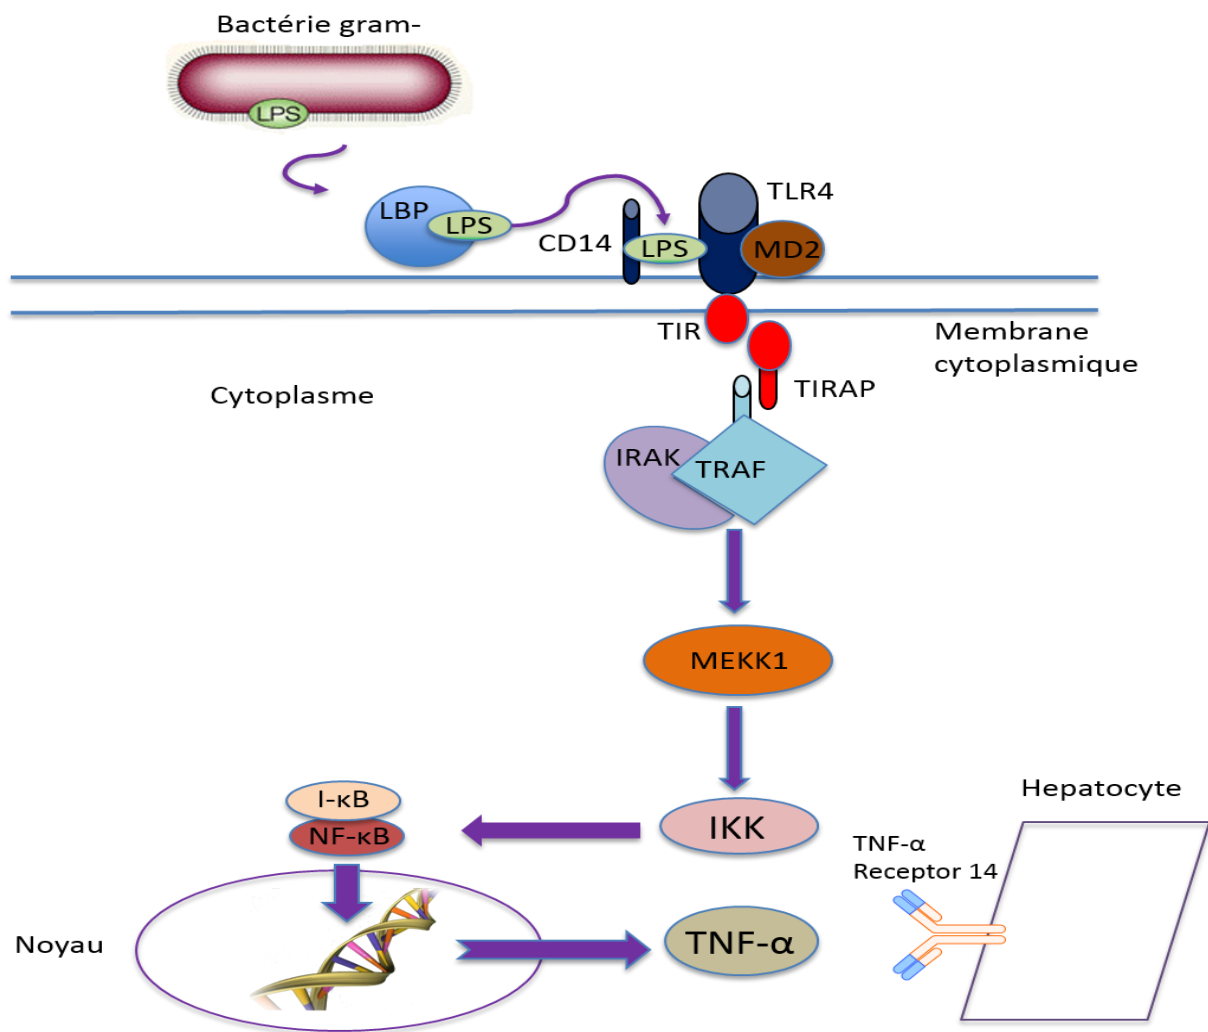 Bactérie gram-
LPS
LBP
LPS
CD14
LPS
TLR4
MD2
TIR
TIRAP
Membrane
cytoplasmique
Cytoplasme
IRAK
TRAF
MEKK1
I-κB
NF-κB
IKK
Hepatocyte
TNF-α
Receptor 14
Noyau
TNF-α